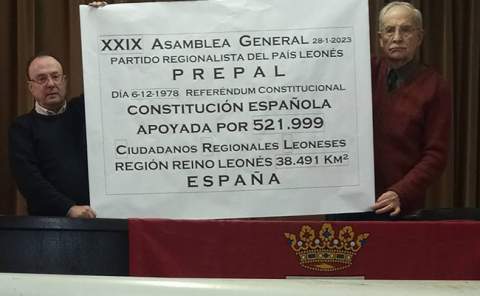 XXIX ASAMBLEA GENERAL 28-1-2023
PARTIDO REGIONALISTA DEL PAÍS LEONÉS
PREPAL
DÍA 6-12-1978 REFERÉNDUM CONSTITUCIONAL
CONSTITUCIÓN ESPAÑOLA
APOYADA POR 521.999
CIUDADANOS REGIONALES LEONESES
REGIÓN REINO LEONÉS 38.491 KM²
ESPAÑA